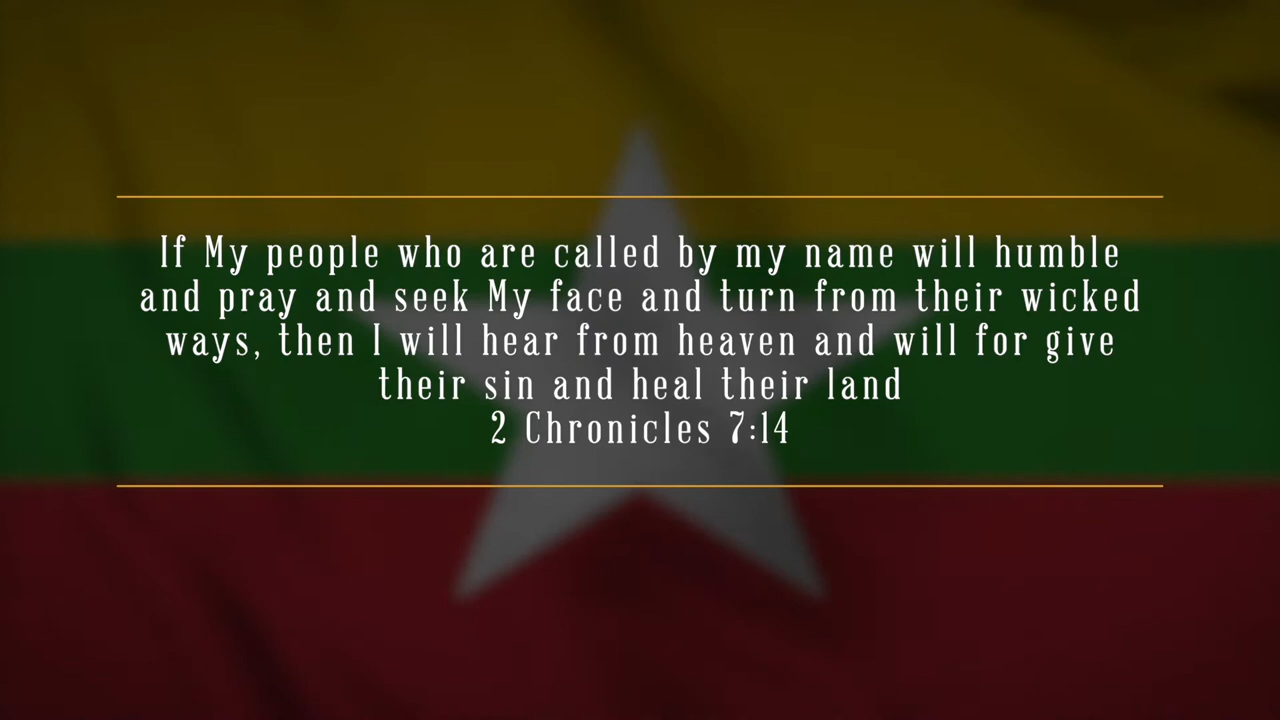 If My people who are called by my name will humble
and pray and seek My face and turn from their wicked
ways, then I will hear from heaven and will for give
their sin and heal their land
2 Chronicles 7:14